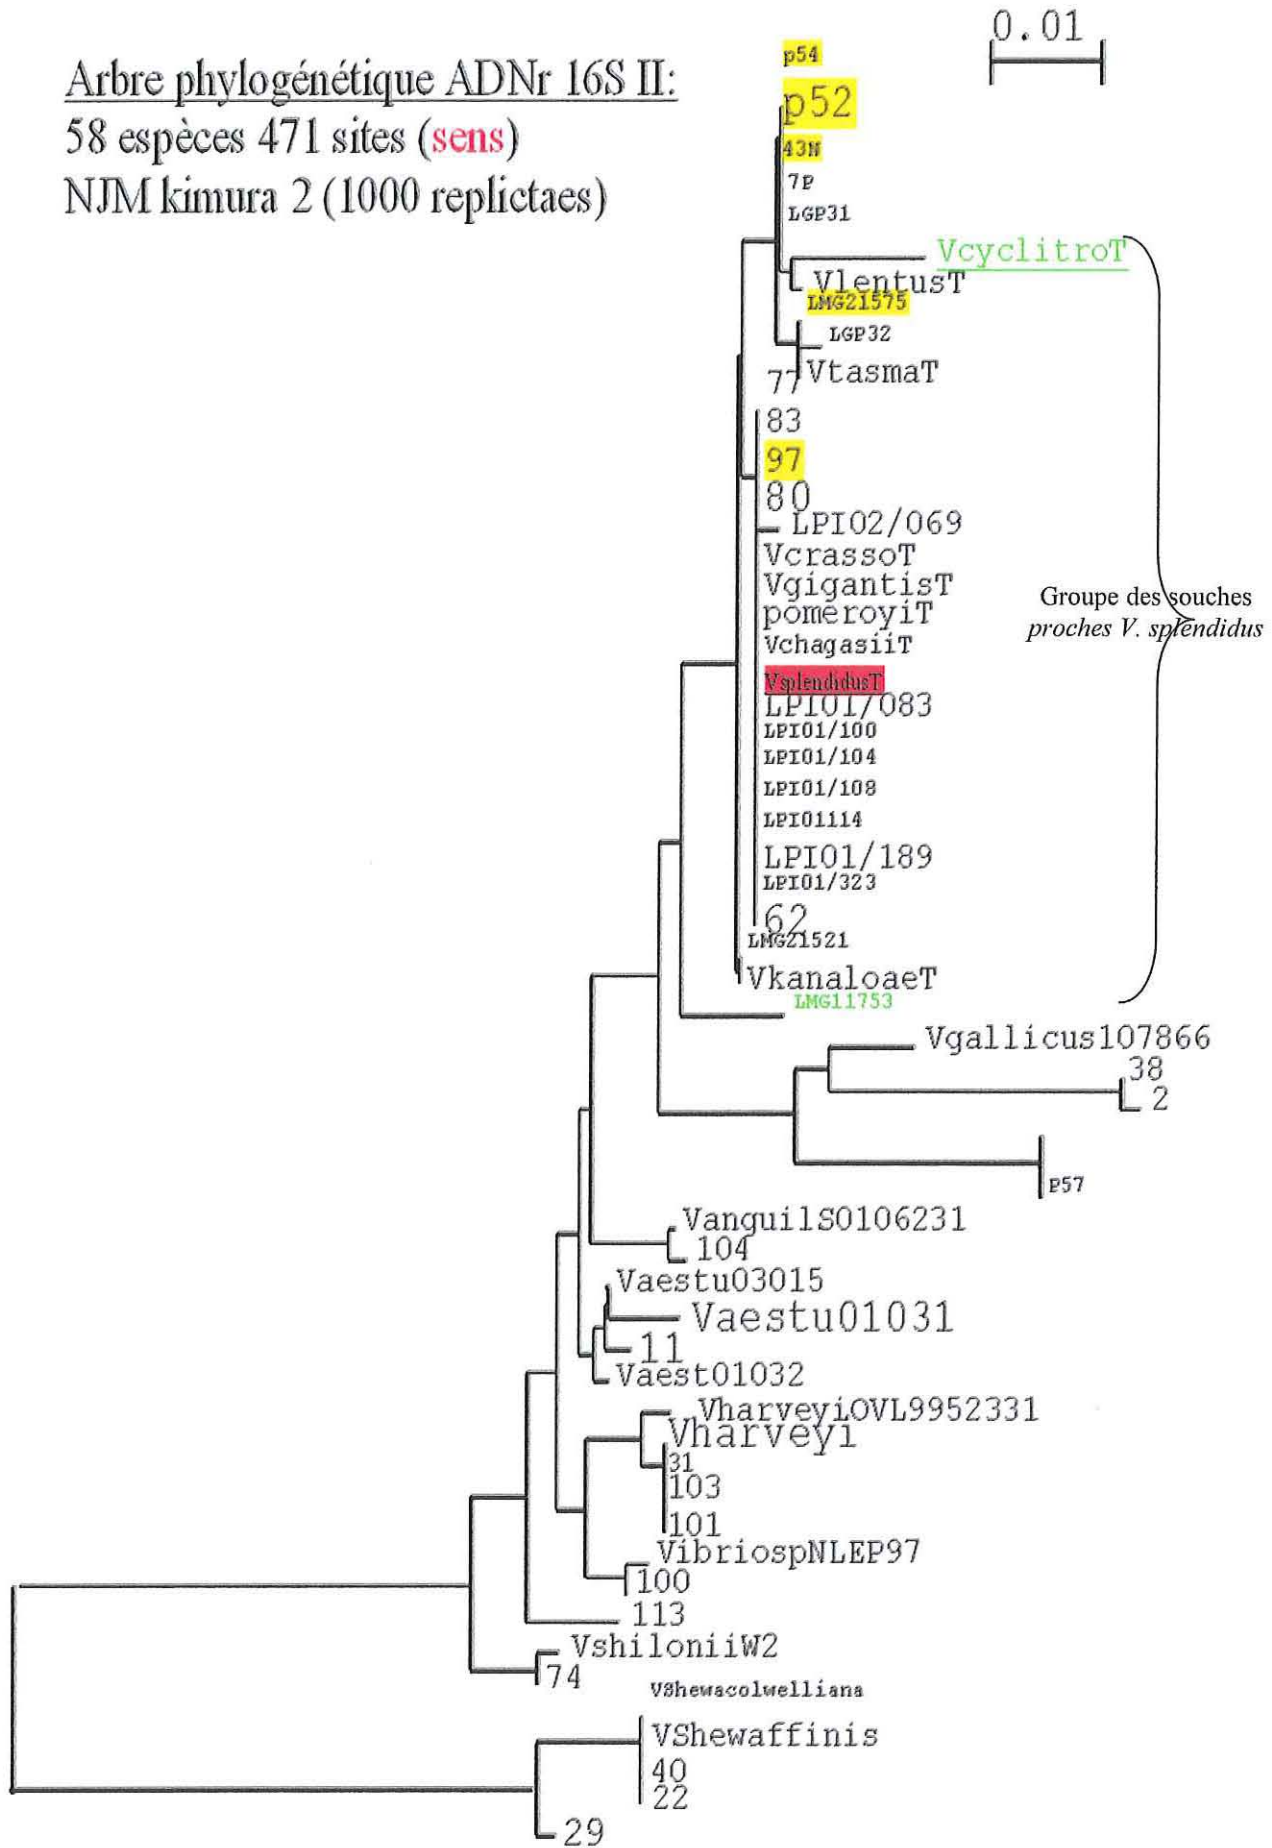 0.01
Arbre phylogénétique ADNr 16S II:
58 espèces 471 sites (sens)
NJM kimura 2 (1000 replictaes)
p54
p52
43N
7P
LGP31
VcyclitroT
VlentusT
LMG21575
LGP32
VtasmaT
77
83
97
80
LPI02/069
VcrassoT
VgigantisT
pomeroyiT
VchagasiiT
VsplendidusT
LPI01/083
LPI01/100
LPI01/104
LPI01/108
LPI01114
LPI01/189
LPI01/323
62
LMG21521
VkanaloaeT
LMG11753
Groupe des souches
proches V. splendidus
Vgallicus107866
38
2
P57
VanguilS0106231
104
Vaestu03015
Vaestu01031
11
Vaest01032
VharveyiOVL9952331
Vharveyi
31
103
101
VibriospNLEP97
100
113
VshiloniiW2
74
VShewacolwelliana
VShewaffinis
40
22
29